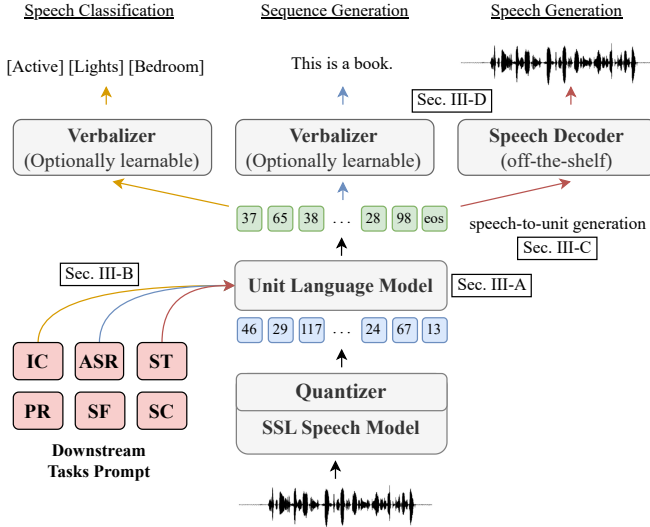 Speech Classification
Sequence Generation
Speech Generation
[Active] [Lights] [Bedroom]
This is a book.
Sec. III-D
Verbalizer
(Optionally learnable)
Verbalizer
(Optionally learnable)
Speech Decoder
(off-the-shelf)
37 65 38 ... 28 98 eos
speech-to-unit generation
Sec. III-C
Sec. III-B
Unit Language Model
Sec. III-A
46 29 117 ... 24 67 13
IC ASR ST
PR SF SC
Quantizer
SSL Speech Model
Downstream
Tasks Prompt